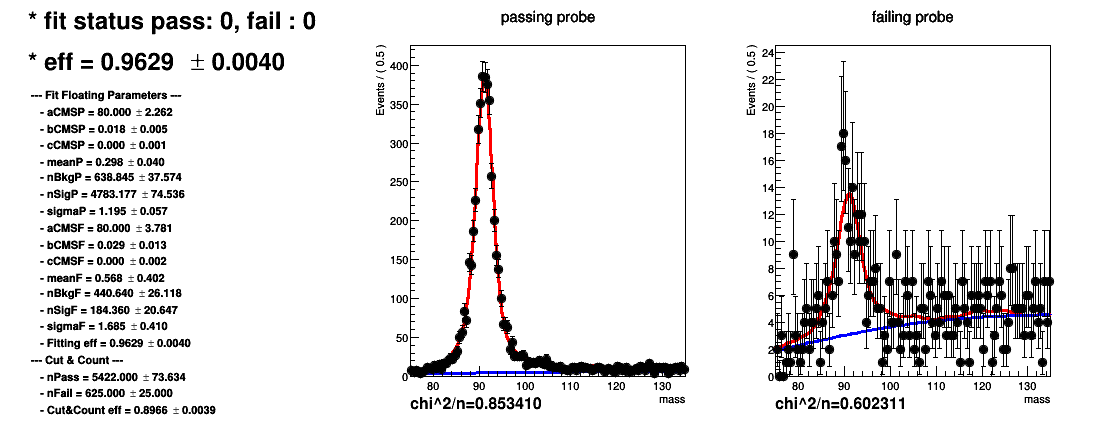 * fit status pass: 0, fail : 0
* eff = 0.9629 ± 0.0040
--- Fit Floating Parameters ---
- aCMSP = 80.000 ± 2.262
- bCMSP = 0.018 ± 0.005
- cCMSP = 0.000 ± 0.001
- meanP = 0.298 ± 0.040
- nBkgP = 638.845 ± 37.574
- nSigP = 4783.177 ± 74.536
- sigmaP = 1.195 ± 0.057
- aCMSF = 80.000 ± 3.781
- bCMSF = 0.029 ± 0.013
- cCMSF = 0.000 ± 0.002
- meanF = 0.568 ± 0.402
- nBkgF = 440.640 ± 26.118
- nSigF = 184.360 ± 20.647
- sigmaF = 1.685 ± 0.410
- Fitting eff = 0.9629 ± 0.0040
--- Cut & Count ---
- nPass = 5422.000 ± 73.634
- nFail = 625.000 ± 25.000
- Cut&Count eff = 0.8966 ± 0.0039
passing probe
Events / ( 0.5 )
400
350
300
250
200
150
100
50
0
80 90 100 110 120 130
mass
chi^2/n=0.853410
failing probe
Events / ( 0.5 )
24
22
20
18
16
14
12
10
8
6
4
2
0
80 90 100 110 120 130
mass
chi^2/n=0.602311